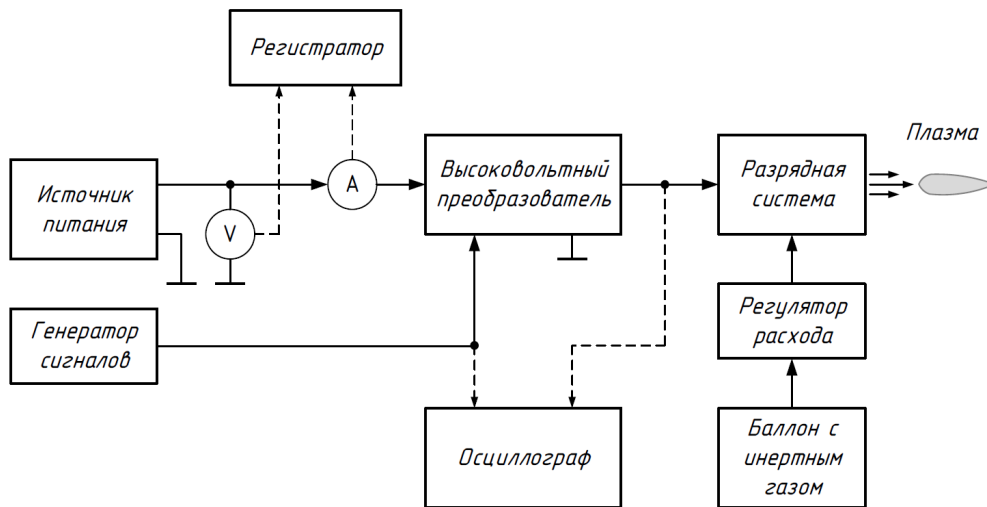 Регистратор
Плазма
Источник
питания
V
A
Высоковольтный
преобразователь
Разрядная
система
Генератор
сигналов
Регулятор
расхода
Осциллограф
Баллон с
инертным
газом